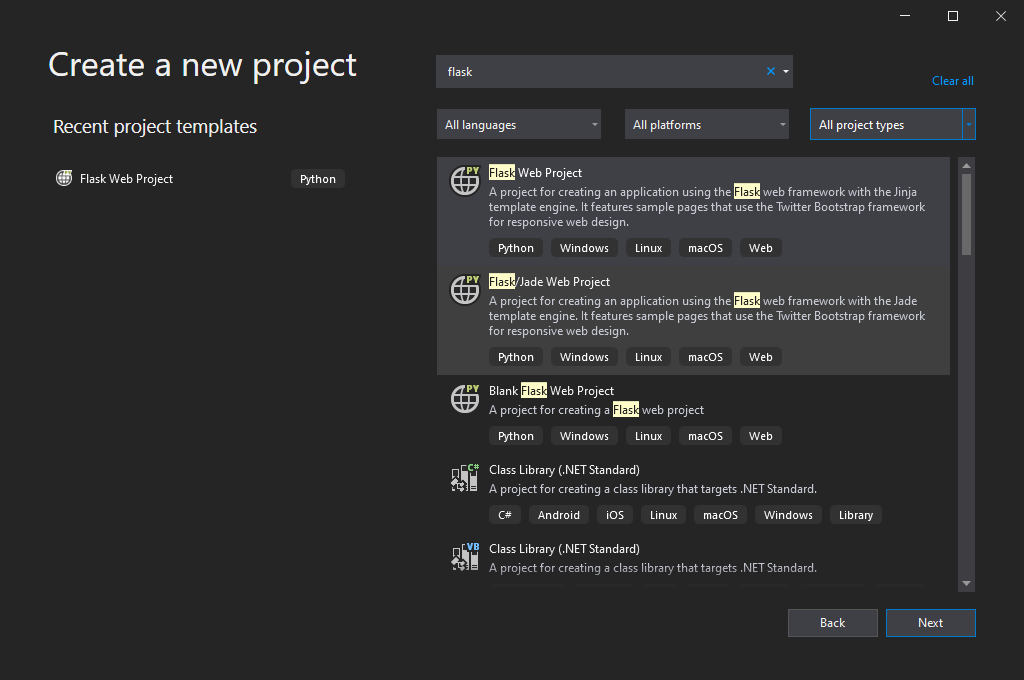 Create a new project
flask
Clear all
Recent project templates
All languages
All platforms
All project types
Flask Web Project
Python
PY
Flask Web Project
A project for creating an application using the Flask web framework with the Jinja
template engine. It features sample pages that use the Twitter Bootstrap framework
for responsive web design.
Python Windows Linux macOS Web
PY
Flask/Jade Web Project
A project for creating an application using the Flask web framework with the Jade
template engine. It features sample pages that use the Twitter Bootstrap framework
for responsive web design.
Python Windows Linux macOS Web
PY
Blank Flask Web Project
A project for creating a Flask web project
Python Windows Linux macOS Web
C#
Class Library (.NET Standard)
A project for creating a class library that targets .NET Standard.
C# Android iOS Linux macOS Windows Library
VB
Class Library (.NET Standard)
A project for creating a class library that targets .NET Standard.
Back
Next